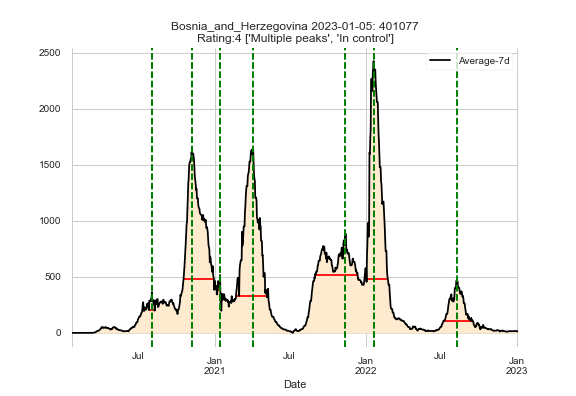 Bosnia_and_Herzegovina 2023-01-05: 401077
Rating:4 ['Multiple peaks', 'In control']
Average-7d
2500
2000
1500
1000
500
0
Jul
Jan
2021
Jul
Jan
2022
Jul
Jan
2023
Date